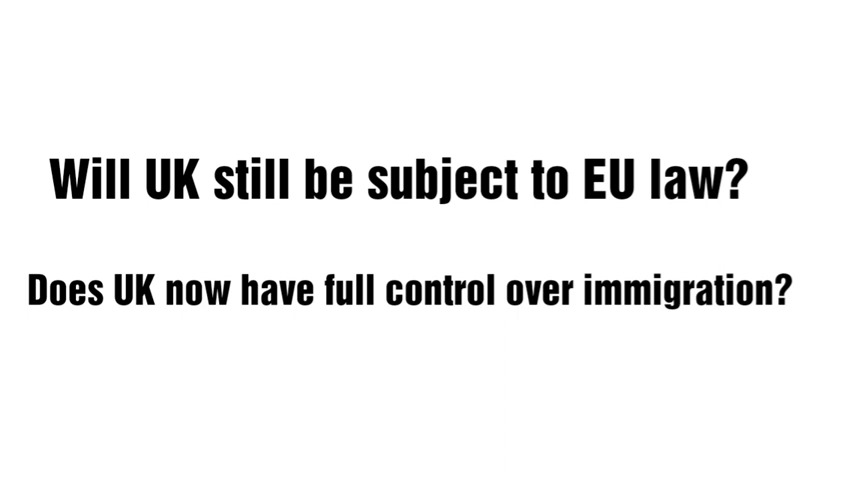 Will UK still be subject to EU law?
Does UK now have full control over immigration?